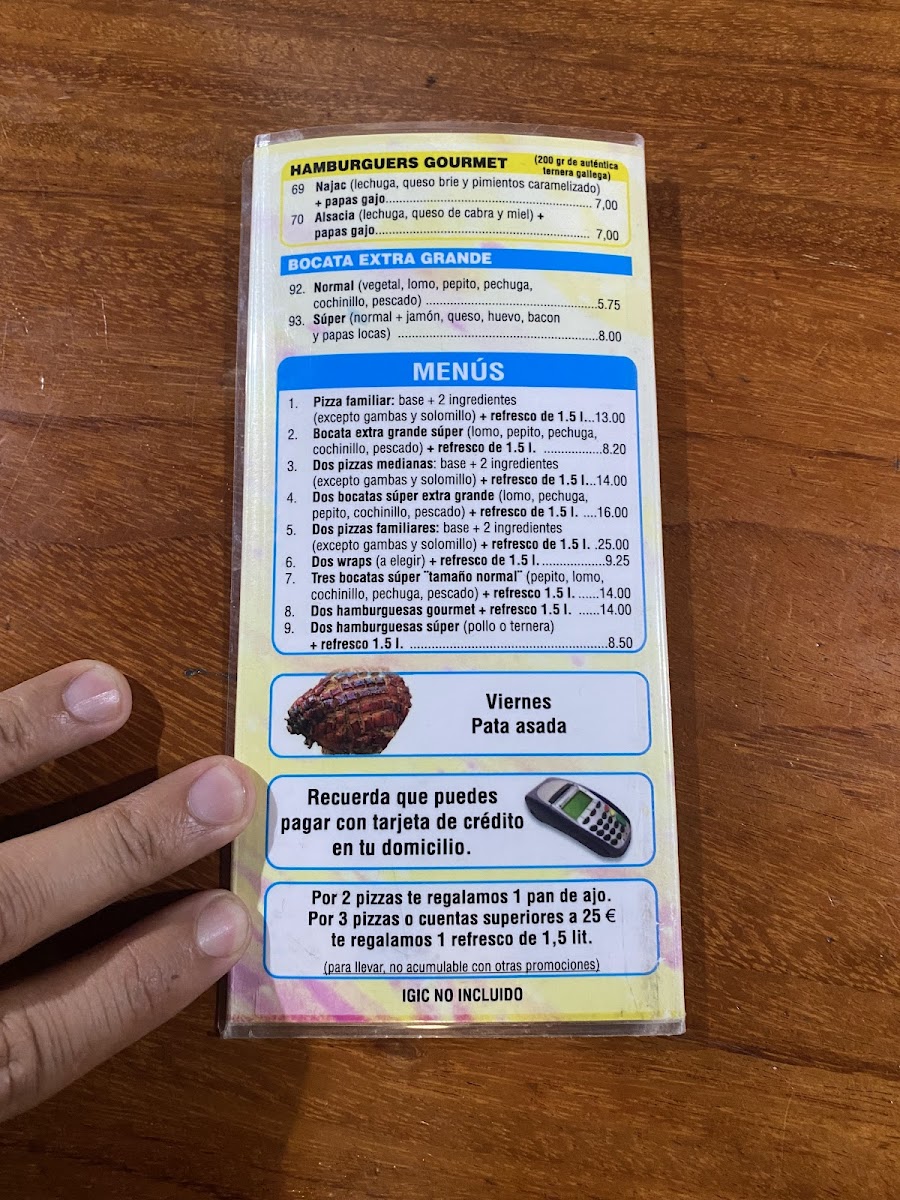 HAMBURGUERS GOURMET (200 gr de auténtica
ternera gallega)
69 Najac (lechuga, queso brie y pimientos caramelizado)
+ papas gajo.................................................... 7,00
70 Alsacia (lechuga, queso de cabra y miel) +
papas gajo...................................................... 7,00
BOCATA EXTRA GRANDE
92. Normal (vegetal, lomo, pepito, pechuga,
cochinillo, pescado) ...........................................5.75
93. Súper (normal + jamón, queso, huevo, bacon
y papas locas) ..................................................8.00
MENÚS
1. Pizza familiar: base + 2 ingredientes
(excepto gambas y solomillo) + refresco de 1.5 l...13.00
2. Bocata extra grande súper (lomo, pepito, pechuga,
cochinillo, pescado) + refresco de 1.5 l. .................8.20
3. Dos pizzas medianas: base + 2 ingredientes
(excepto gambas y solomillo) + refresco de 1.5 l...14.00
4. Dos bocatas súper extra grande (lomo, pechuga,
pepito, cochinillo, pescado) + refresco de 1.5 l. ....16.00
5. Dos pizzas familiares: base + 2 ingredientes
(excepto gambas y solomillo) + refresco de 1.5 l. .25.00
6. Dos wraps (a elegir) + refresco de 1.5 l...................9.25
7. Tres bocatas súper ¨tamaño normal¨ (pepito, lomo,
cochinillo, pechuga, pescado) + refresco 1.5 l. ......14.00
8. Dos hamburguesas gourmet + refresco 1.5 l. ......14.00
9. Dos hamburguesas súper (pollo o ternera)
+ refresco 1.5 l. ..................................................8.50
Viernes
Pata asada
Recuerda que puedes
pagar con tarjeta de crédito
en tu domicilio.
Por 2 pizzas te regalamos 1 pan de ajo.
Por 3 pizzas o cuentas superiores a 25 €
te regalamos 1 refresco de 1,5 lit.
(para llevar, no acumulable con otras promociones)
IGIC NO INCLUIDO